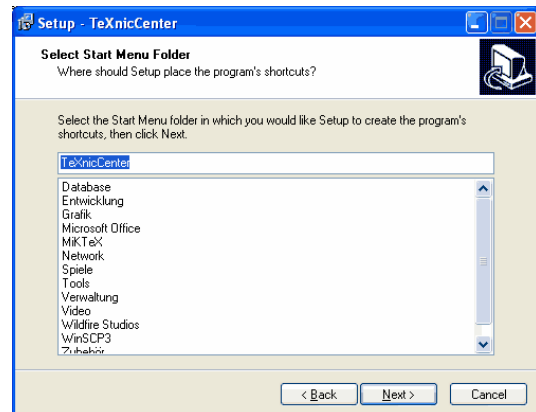 Setup - TeXnicCenter
Select Start Menu Folder
Where should Setup place the program's shortcuts?
Select the Start Menu folder in which you would like Setup to create the program's
shortcuts, then click Next.
TeXnicCenter
Database
Entwicklung
Grafik
Microsoft Office
MiKTeX
Network
Spiele
Tools
Verwaltung
Video
Wildfire Studios
WinSCP3
Zubehör
< Back Next > Cancel